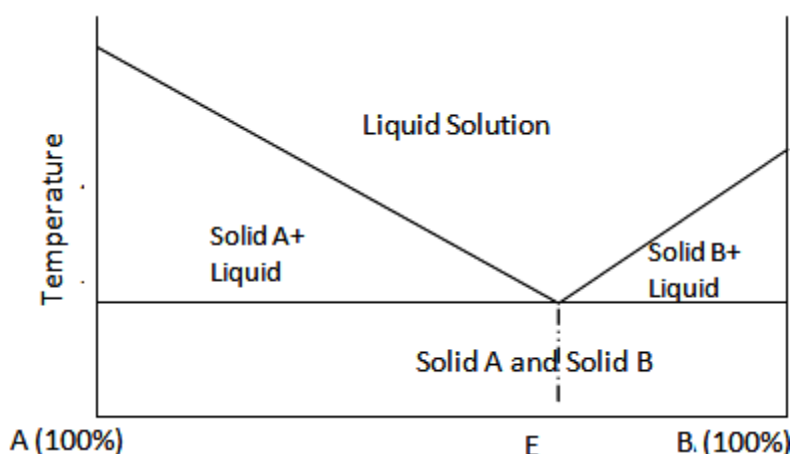 Liquid Solution
Temperature
Solid A+
Liquid
Solid B+
Liquid
Solid A and Solid B
A (100%)
E
B. (100%)